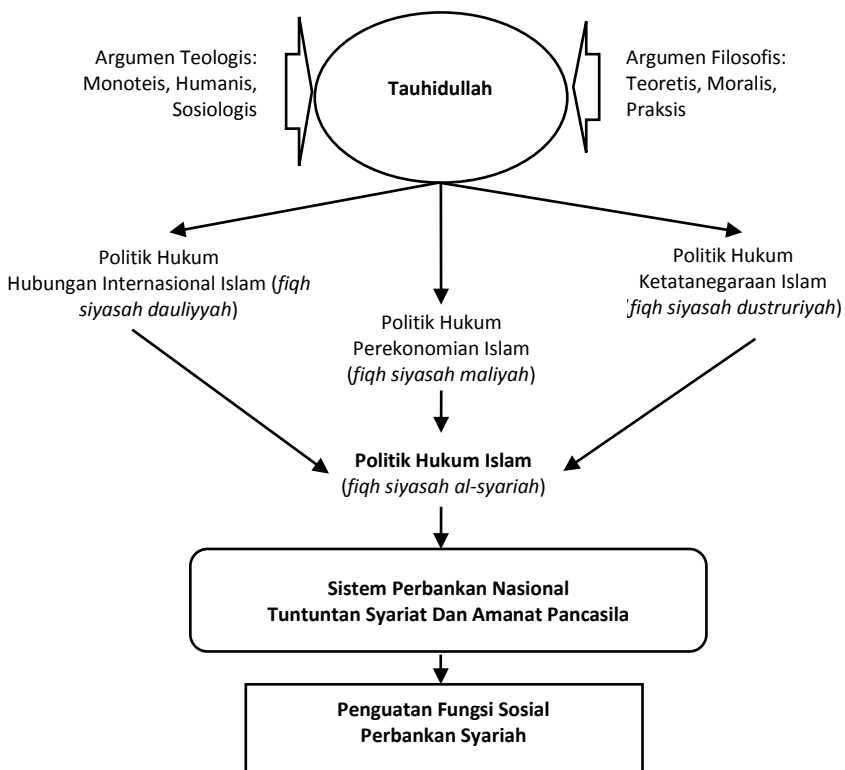 Argumen Teologis:
Monoteis, Humanis,
Sosiologis
Tauhidullah
Argumen Filosofis:
Teoretis, Moralis,
Praksis
Politik Hukum
Hubungan Internasional Islam (fiqh
siyasah dauliyyah)
Politik Hukum
Perekonomian Islam
(fiqh siyasah maliyah)
Politik Hukum
Ketatanegaraan Islam
(fiqh siyasah dustruriyah)
Politik Hukum Islam
(fiqh siyasah al-syariah)
Sistem Perbankan Nasional
Tuntuntan Syariat Dan Amanat Pancasila
Penguatan Fungsi Sosial
Perbankan Syariah